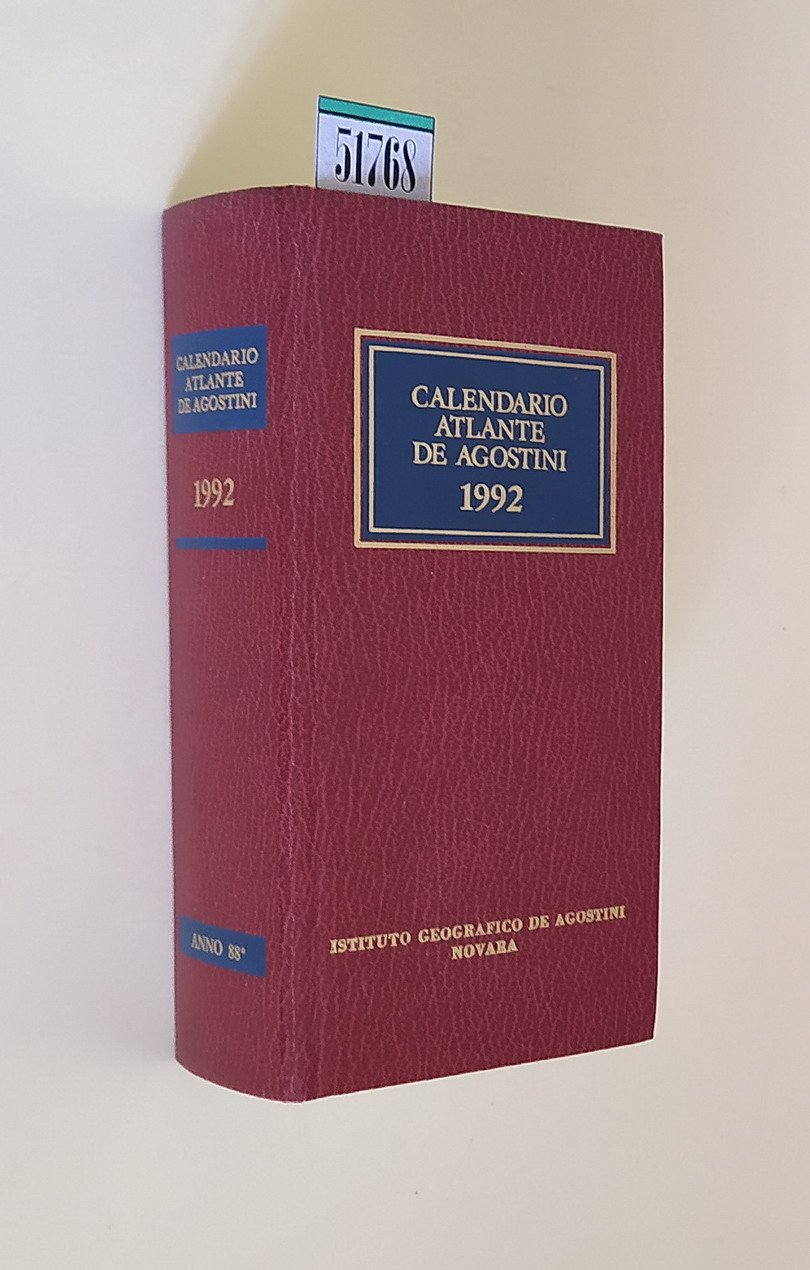 51768
CALENDARIO
ATLANTE
DE AGOSTINI
1992
ANNO 88°
CALENDARIO
ATLANTE
DE AGOSTINI
1992
ISTITUTO GEOGRAFICO DE AGOSTINI
NOVARA